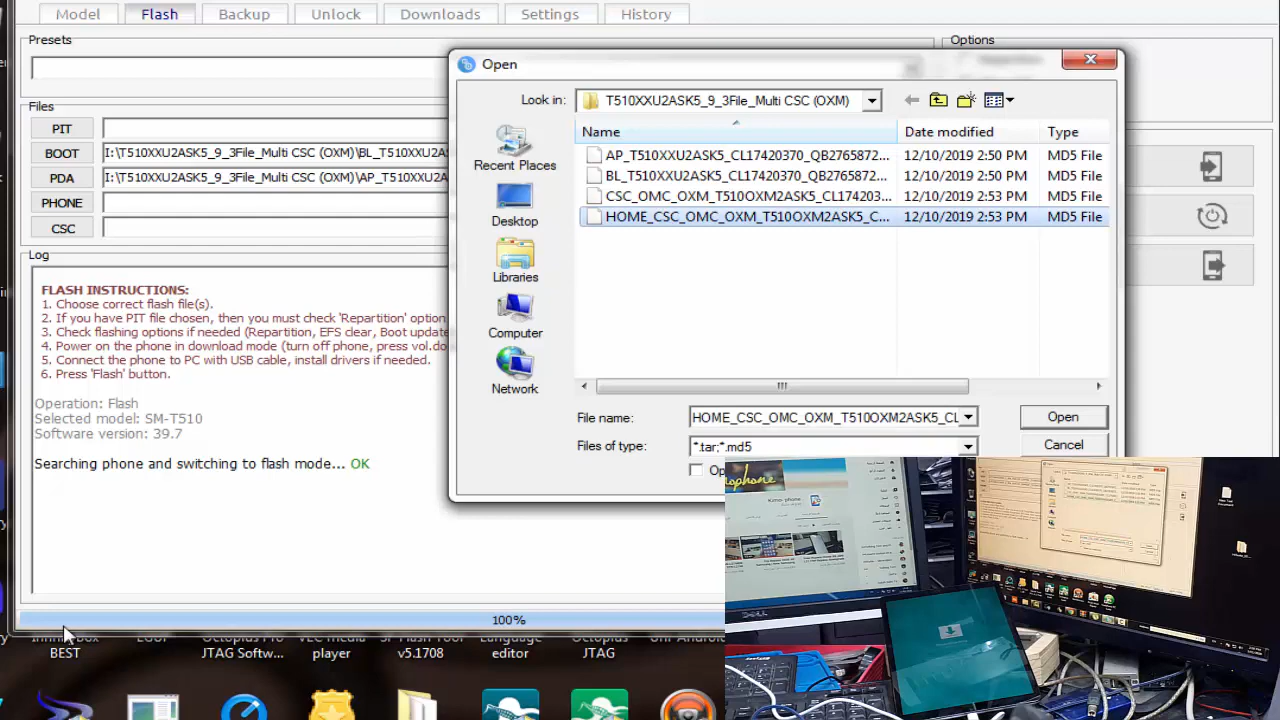 Model Flash Backup Unlock Downloads Settings History
Presets
Options
Files
PIT
BOOT I:\T510XXU2ASK5_9_3File_Multi CSC (OXM)\BL_T510XXU2AS
PDA I:\T510XXU2ASK5_9_3File_Multi CSC (OXM)\AP_T510XXU2A
PHONE
CSC
Log
FLASH INSTRUCTIONS:
1. Choose correct flash file(s).
2. If you have PIT file chosen, then you must check 'Repartition' option
3. Check flashing options if needed (Repartition, EFS clear, Boot update
4. Power on the phone in download mode (turn off phone, press vol.do
5. Connect the phone to PC with USB cable, install drivers if needed.
6. Press 'Flash' button.
Operation: Flash
Selected model: SM-T510
Software version: 39.7
Searching phone and switching to flash mode... OK
100%
Open
Look in: T510XXU2ASK5_9_3File_Multi CSC (OXM)
Name Date modified Type
AP_T510XXU2ASK5_CL17420370_QB2765872... 12/10/2019 2:50 PM MD5 File
BL_T510XXU2ASK5_CL17420370_QB2765872... 12/10/2019 2:50 PM MD5 File
CSC_OMC_OXM_T510OXM2ASK5_CL174203... 12/10/2019 2:53 PM MD5 File
HOME_CSC_OMC_OXM_T510OXM2ASK5_C... 12/10/2019 2:53 PM MD5 File
Recent Places
Desktop
Libraries
Computer
Network
File name: HOME_CSC_OMC_OXM_T510OXM2ASK5_CL Open
Files of type: *.tar;*.md5 Cancel
Op
BEST
JTAG Softw...
player
v5.1708
editor
JTAG
Kimo- phone
DELL